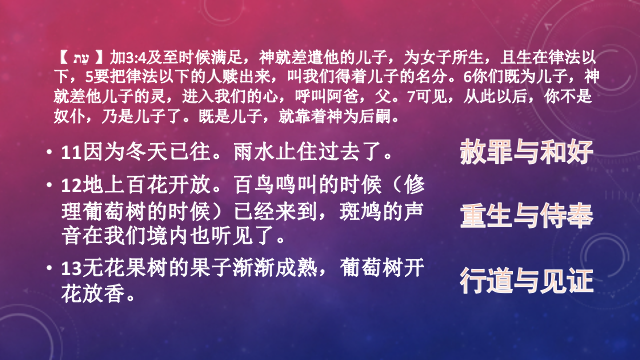 【 עת 】加3:4及至时候满足，神就差遣他的儿子，为女子所生，且生在律法以
下，5要把律法以下的人赎出来，叫我们得着儿子的名分。6你们既为儿子，神
就差他儿子的灵，进入我们的心，呼叫阿爸，父。7可见，从此以后，你不是
奴仆，乃是儿子了。既是儿子，就靠着神为后嗣。
• 11因为冬天已往。雨水止住过去了。
• 12地上百花开放。百鸟鸣叫的时候（修
理葡萄树的时候）已经来到，斑鸠的声
音在我们境内也听见了。
• 13无花果树的果子渐渐成熟，葡萄树开
花放香。
赦罪与和好
重生与侍奉
行道与见证